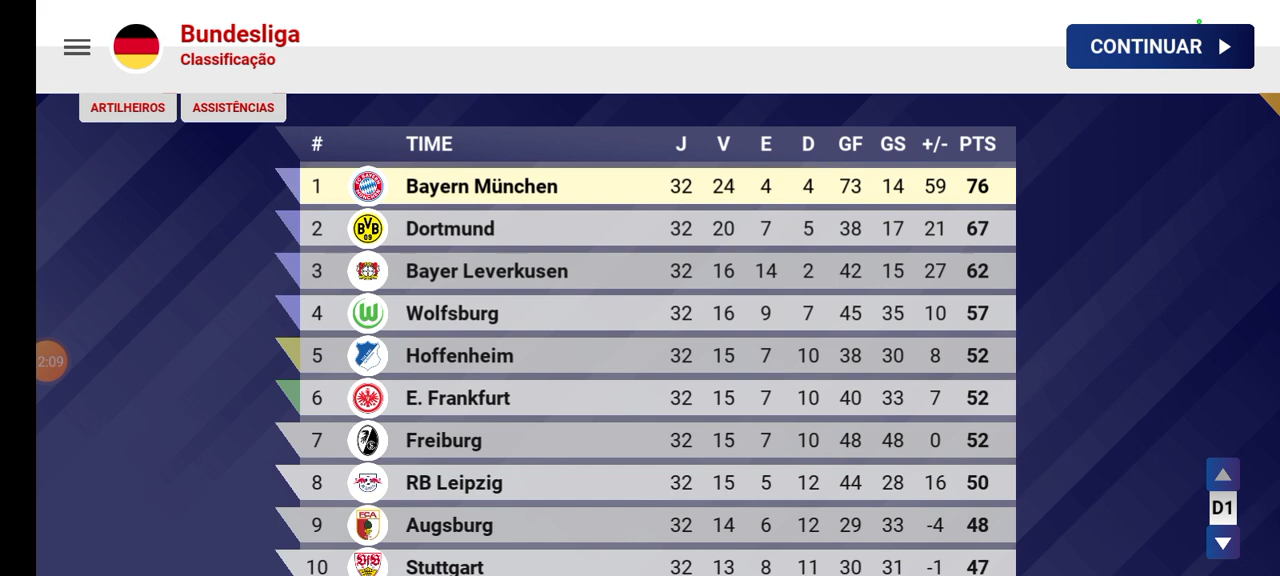 Bundesliga
Classificação
CONTINUAR
ARTILHEIROS ASSISTÊNCIAS
# TIME J V E D GF GS +/- PTS
1 Bayern München 32 24 4 4 73 14 59 76
2 Dortmund 32 20 7 5 38 17 21 67
3 Bayer Leverkusen 32 16 14 2 42 15 27 62
4 Wolfsburg 32 16 9 7 45 35 10 57
2:09
5 Hoffenheim 32 15 7 10 38 30 8 52
6 E. Frankfurt 32 15 7 10 40 33 7 52
7 Freiburg 32 15 7 10 48 48 0 52
8 RB Leipzig 32 15 5 12 44 28 16 50
D1
9 Augsburg 32 14 6 12 29 33 -4 48
10 Stuttgart 32 13 8 11 30 31 -1 47